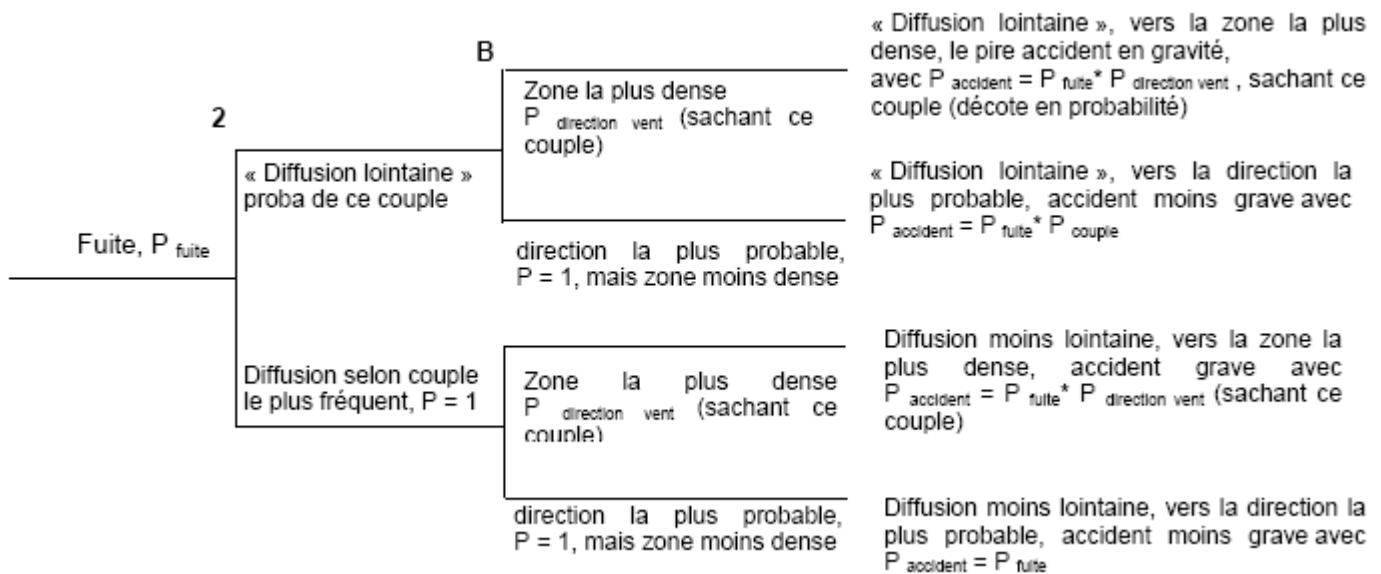 « Diffusion lointaine », vers la zone la plus
dense, le pire accident en gravité,
avec P accident = P fuite* P direction vent , sachant ce
couple (décote en probabilité)
B
Zone la plus dense
P direction vent (sachant ce
couple)
2
« Diffusion lointaine »
proba de ce couple
« Diffusion lointaine », vers la direction la
plus probable, accident moins grave avec
P accident = P fuite* P couple
Fuite, P fuite
direction la plus probable,
P = 1, mais zone moins dense
Diffusion selon couple
le plus fréquent, P = 1
Zone la plus dense
P direction vent (sachant ce
couple)
Diffusion moins lointaine, vers la zone la
plus dense, accident grave avec
P accident = P fuite* P direction vent (sachant ce
couple)
direction la plus probable,
P = 1, mais zone moins dense
Diffusion moins lointaine, vers la direction la
plus probable, accident moins grave avec
P accident = P fuite